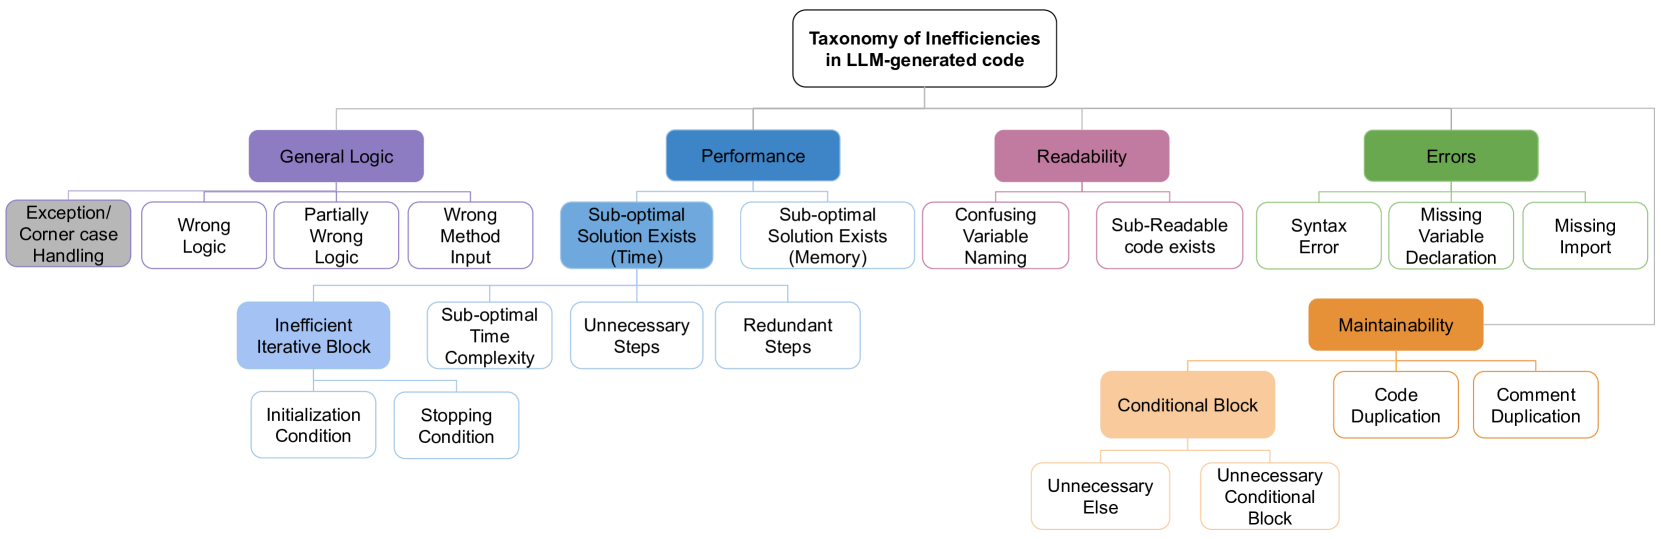 Taxonomy of Inefficiencies
in LLM-generated code
General Logic
Performance
Readability
Errors
Exception/
Corner case
Handling
Wrong
Logic
Partially
Wrong
Logic
Wrong
Method
Input
Sub-optimal
Solution Exists
(Time)
Sub-optimal
Solution Exists
(Memory)
Confusing
Variable
Naming
Sub-Readable
code exists
Syntax
Error
Missing
Variable
Declaration
Missing
Import
Inefficient
Iterative Block
Sub-optimal
Time
Complexity
Unnecessary
Steps
Redundant
Steps
Maintainability
Initialization
Condition
Stopping
Condition
Conditional Block
Code
Duplication
Comment
Duplication
Unnecessary
Else
Unnecessary
Conditional
Block